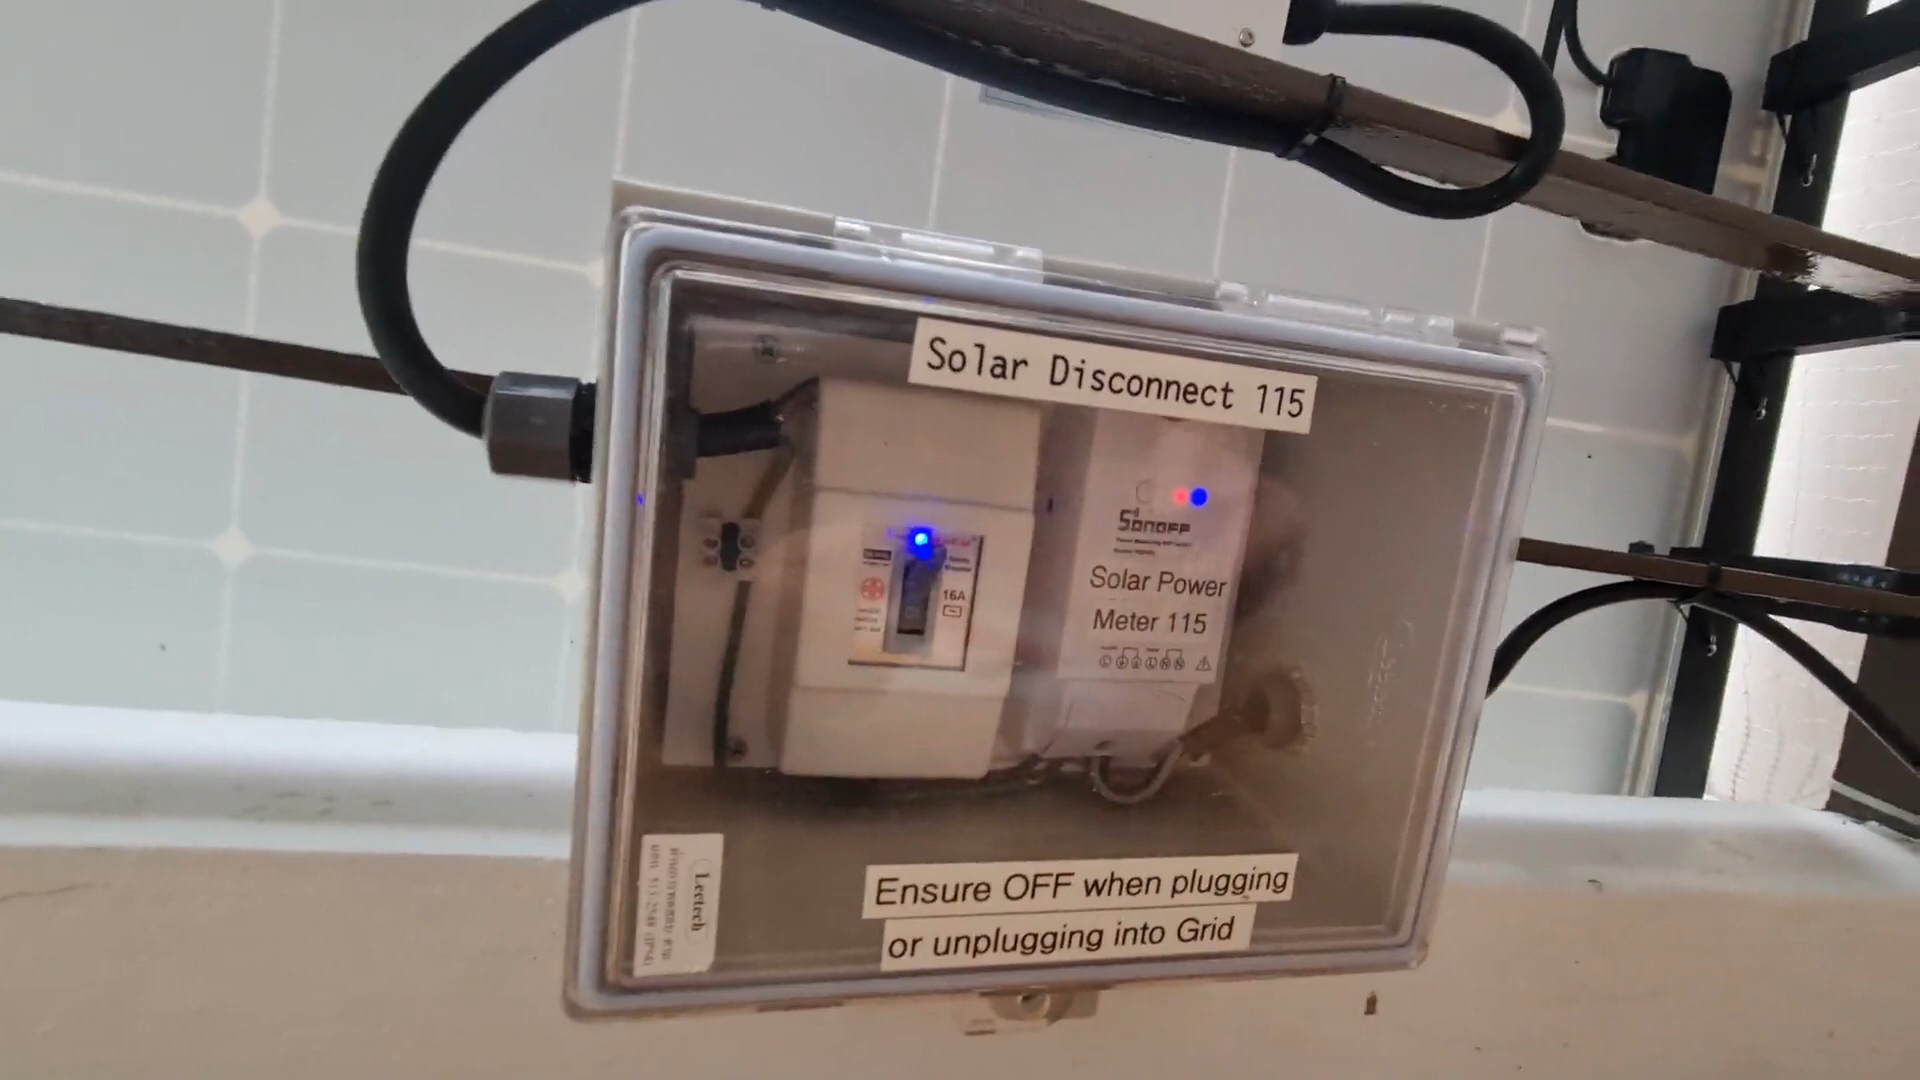 Solar Disconnect 115
SONOFF
16A
Solar Power
Meter 115
L L N N
Leetech
Ensure OFF when plugging
or unplugging into Grid